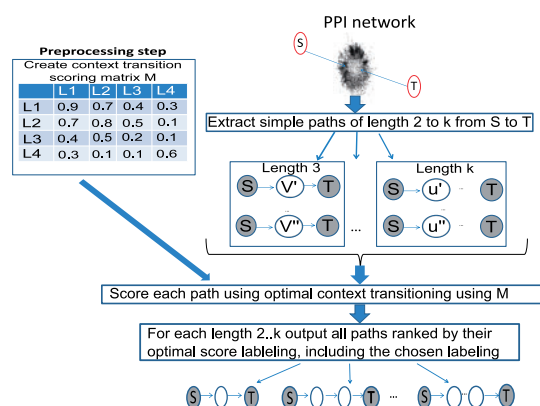 PPI network
S
T
Preprocessing step
Create context transition
scoring matrix M
L1 L2 L3 L4
L1 0.9 0.7 0.4 0.3
L2 0.7 0.8 0.5 0.1
L3 0.4 0.5 0.2 0.1
L4 0.3 0.1 0.1 0.6
Extract simple paths of length 2 to k from S to T
Length 3
S V' T
...
S V'' T
...
Length k
S u' ... T
...
S u'' ... T
Score each path using optimal context transitioning using M
For each length 2..k output all paths ranked by their
optimal score lableling, including the chosen labeling
S T S T ... S ... T